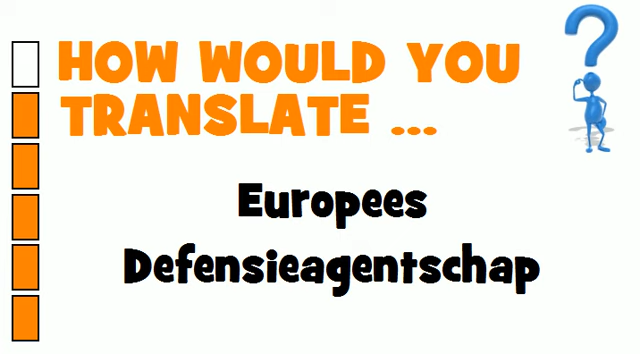 HOW WOULD YOU
TRANSLATE ...
Europees
Defensieagentschap